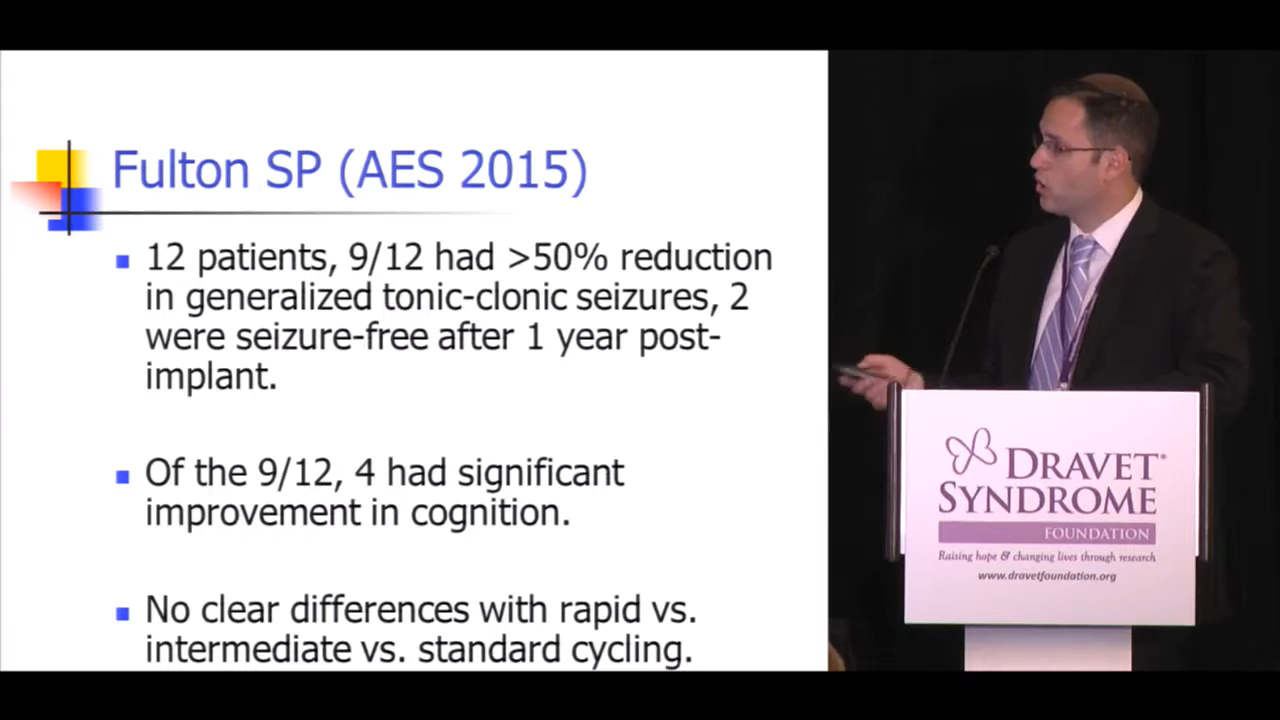 Fulton SP (AES 2015)
12 patients, 9/12 had >50% reduction
in generalized tonic-clonic seizures, 2
were seizure-free after 1 year post-
implant.
Of the 9/12, 4 had significant
improvement in cognition.
No clear differences with rapid vs.
intermediate vs. standard cycling.
DRAVET®
SYNDROME
FOUNDATION
Raising hope & changing lives through research
www.dravetfoundation.org